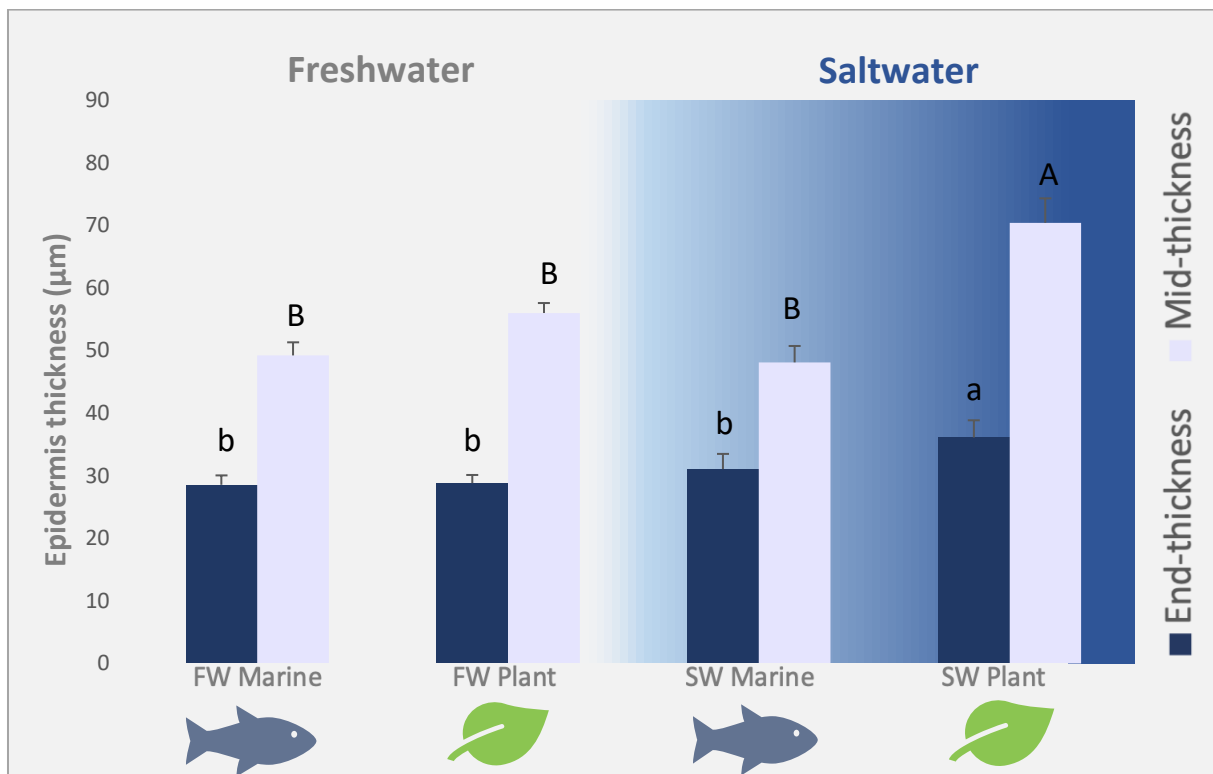 Freshwater
Saltwater
Epidermis thickness (µm)
90
80
70
60
50
40
30
20
10
0
b
B
b
B
b
B
a
A
FW Marine
FW Plant
SW Marine
SW Plant
End-thickness
Mid-thickness